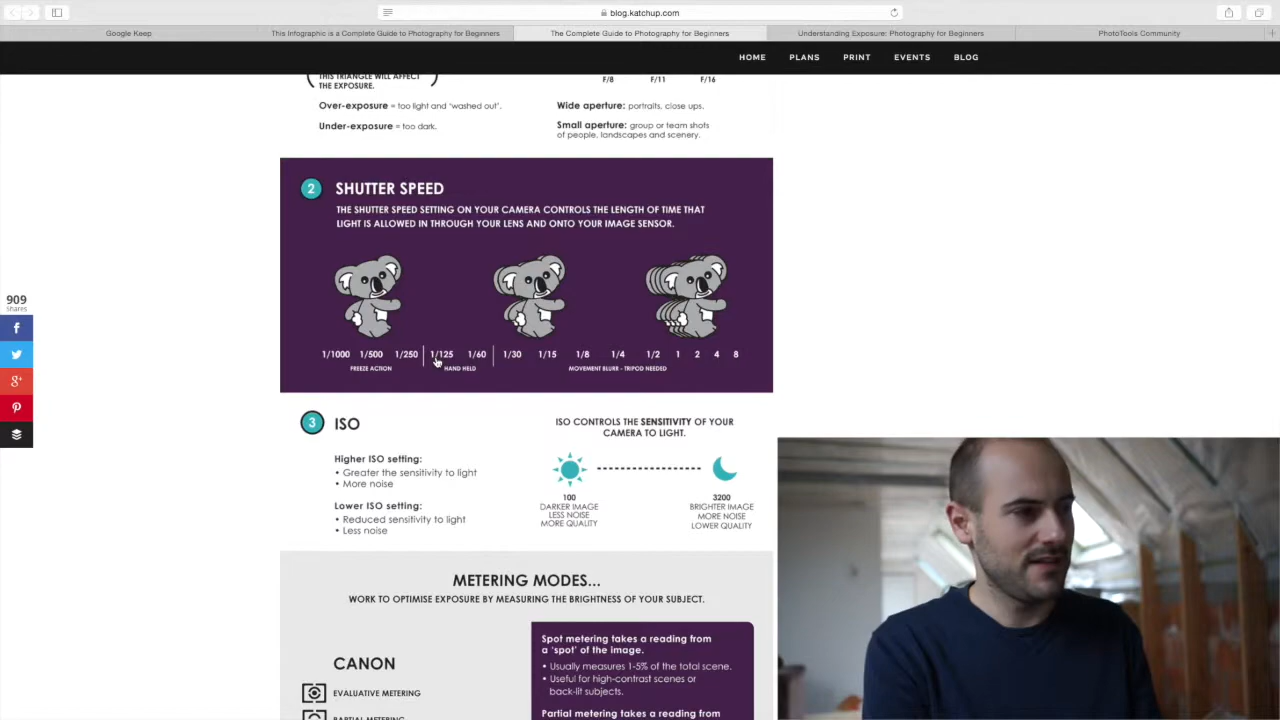 blog.katchup.com
Google Keep
This Infographic is a Complete Guide to Photography for Beginners
The Complete Guide to Photography for Beginners
Understanding Exposure: Photography for Beginners
PhotoTools Community
HOME PLANS PRINT EVENTS BLOG
THIS TRIANGLE WILL AFFECT
THE EXPOSURE.
Over-exposure = too light and ‘washed out’.
Under-exposure = too dark.
F/8 F/11 F/16
Wide aperture: portraits, close ups.
Small aperture: group or team shots
of people, landscapes and scenery.
2 SHUTTER SPEED
THE SHUTTER SPEED SETTING ON YOUR CAMERA CONTROLS THE LENGTH OF TIME THAT
LIGHT IS ALLOWED IN THROUGH YOUR LENS AND ONTO YOUR IMAGE SENSOR.
1/1000 1/500 1/250 1/125 1/60 1/30 1/15 1/8 1/4 1/2 1 2 4 8
FREEZE ACTION HAND HELD MOVEMENT BLURR - TRIPOD NEEDED
909
shares
3 ISO
Higher ISO setting:
• Greater the sensitivity to light
• More noise
Lower ISO setting:
• Reduced sensitivity to light
• Less noise
ISO CONTROLS THE SENSITIVITY OF YOUR
CAMERA TO LIGHT.
100
DARKER IMAGE
LESS NOISE
MORE QUALITY
3200
BRIGHTER IMAGE
MORE NOISE
LOWER QUALITY
METERING MODES...
WORK TO OPTIMISE EXPOSURE BY MEASURING THE BRIGHTNESS OF YOUR SUBJECT.
CANON
EVALUATIVE METERING
PARTIAL METERING
Spot metering takes a reading from
a ‘spot’ of the image.
• Usually measures 1-5% of the total scene.
• Useful for high-contrast scenes or
back-lit subjects.
Partial metering takes a reading from